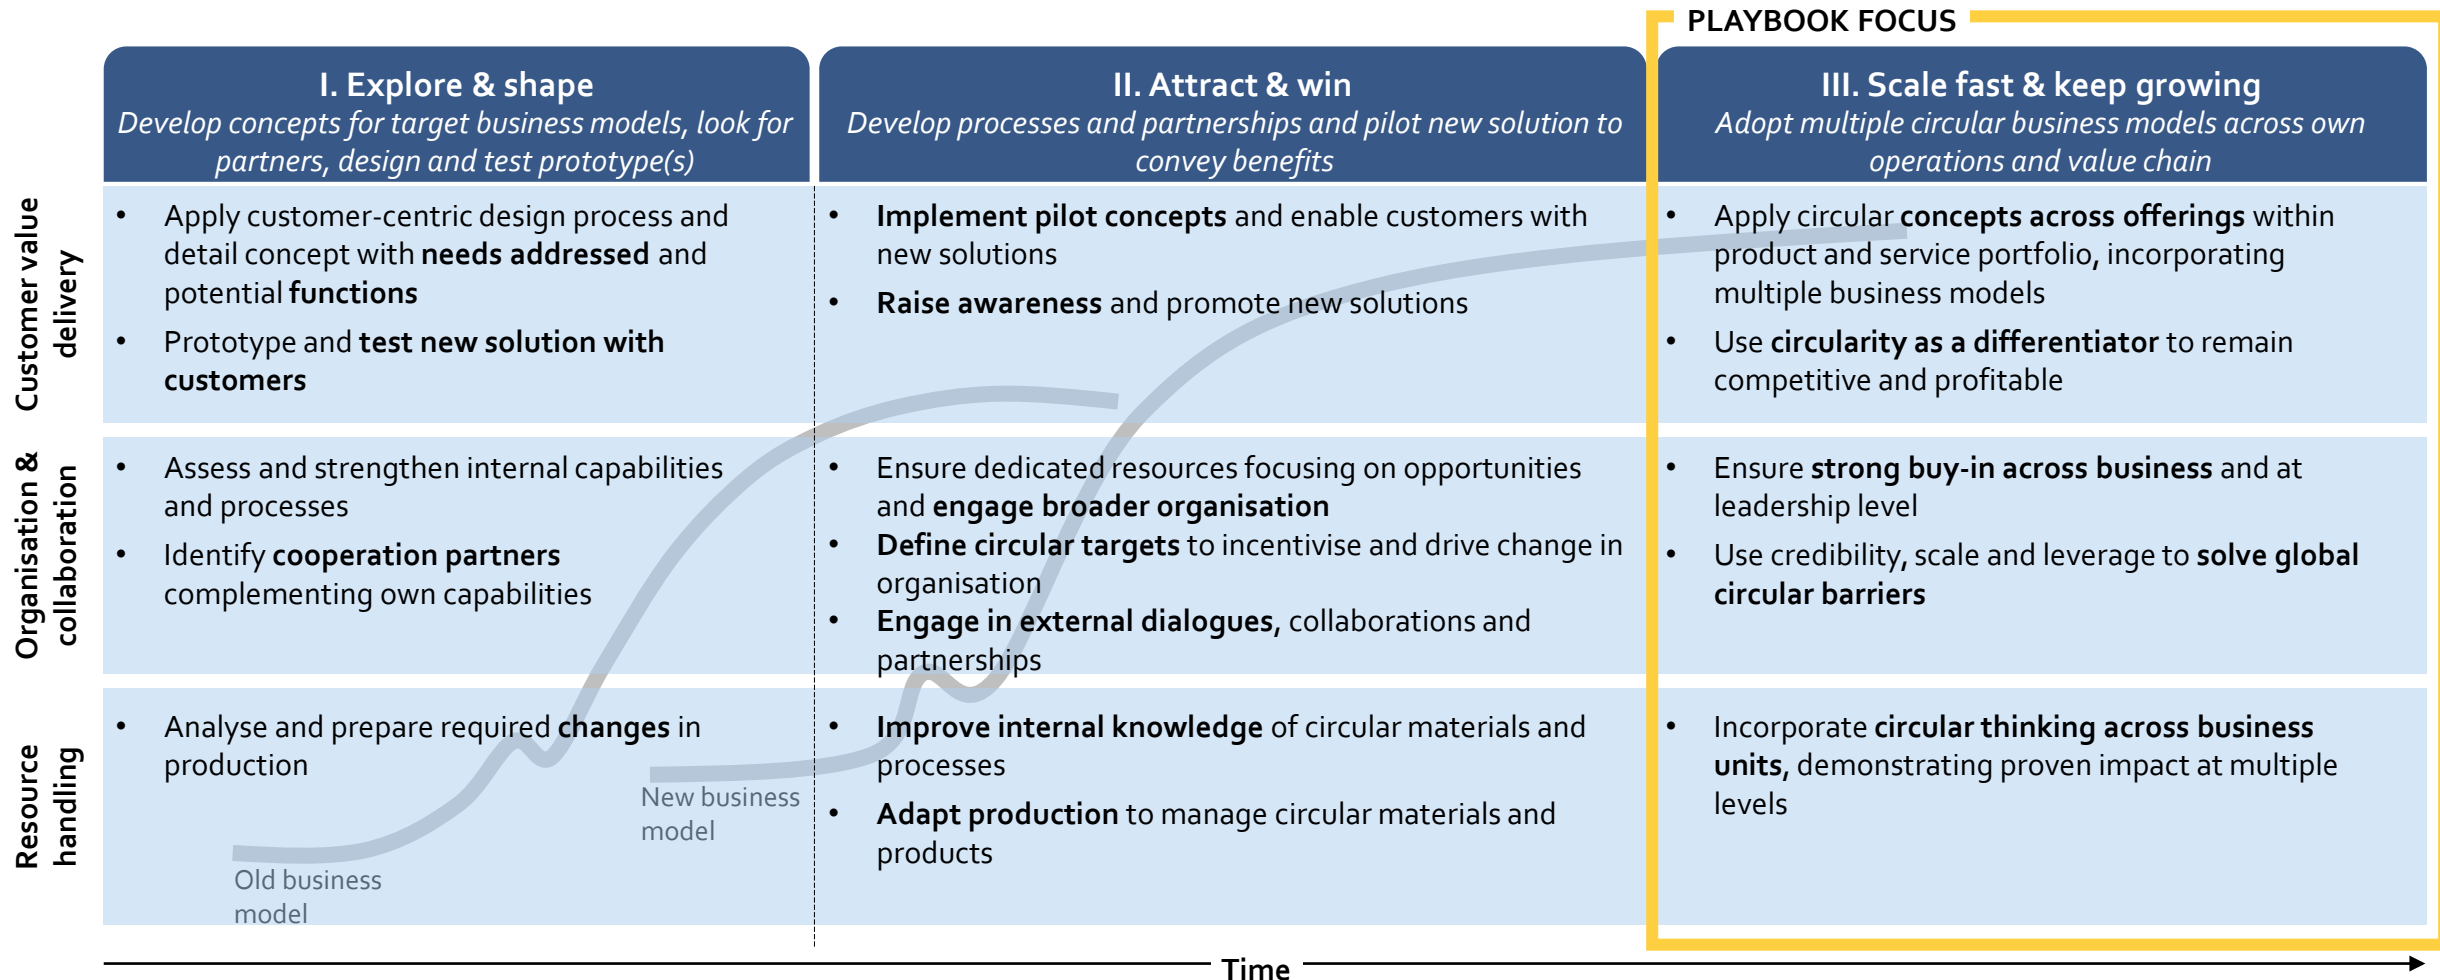 PLAYBOOK FOCUS
I. Explore & shape
Develop concepts for target business models, look for
partners, design and test prototype(s)
II. Attract & win
Develop processes and partnerships and pilot new solution to
convey benefits
III. Scale fast & keep growing
Adopt multiple circular business models across own
operations and value chain
Customer value
delivery
• Apply customer-centric design process and
detail concept with needs addressed and
potential functions
• Prototype and test new solution with
customers
• Implement pilot concepts and enable customers with
new solutions
• Raise awareness and promote new solutions
• Apply circular concepts across offerings within
product and service portfolio, incorporating
multiple business models
• Use circularity as a differentiator to remain
competitive and profitable
Organisation &
collaboration
• Assess and strengthen internal capabilities
and processes
• Identify cooperation partners
complementing own capabilities
• Ensure dedicated resources focusing on opportunities
and engage broader organisation
• Define circular targets to incentivise and drive change in
organisation
• Engage in external dialogues, collaborations and
partnerships
• Ensure strong buy-in across business and at
leadership level
• Use credibility, scale and leverage to solve global
circular barriers
Resource
handling
• Analyse and prepare required changes in
production
Old business
model
New business
model
• Improve internal knowledge of circular materials and
processes
• Adapt production to manage circular materials and
products
• Incorporate circular thinking across business
units, demonstrating proven impact at multiple
levels
Time